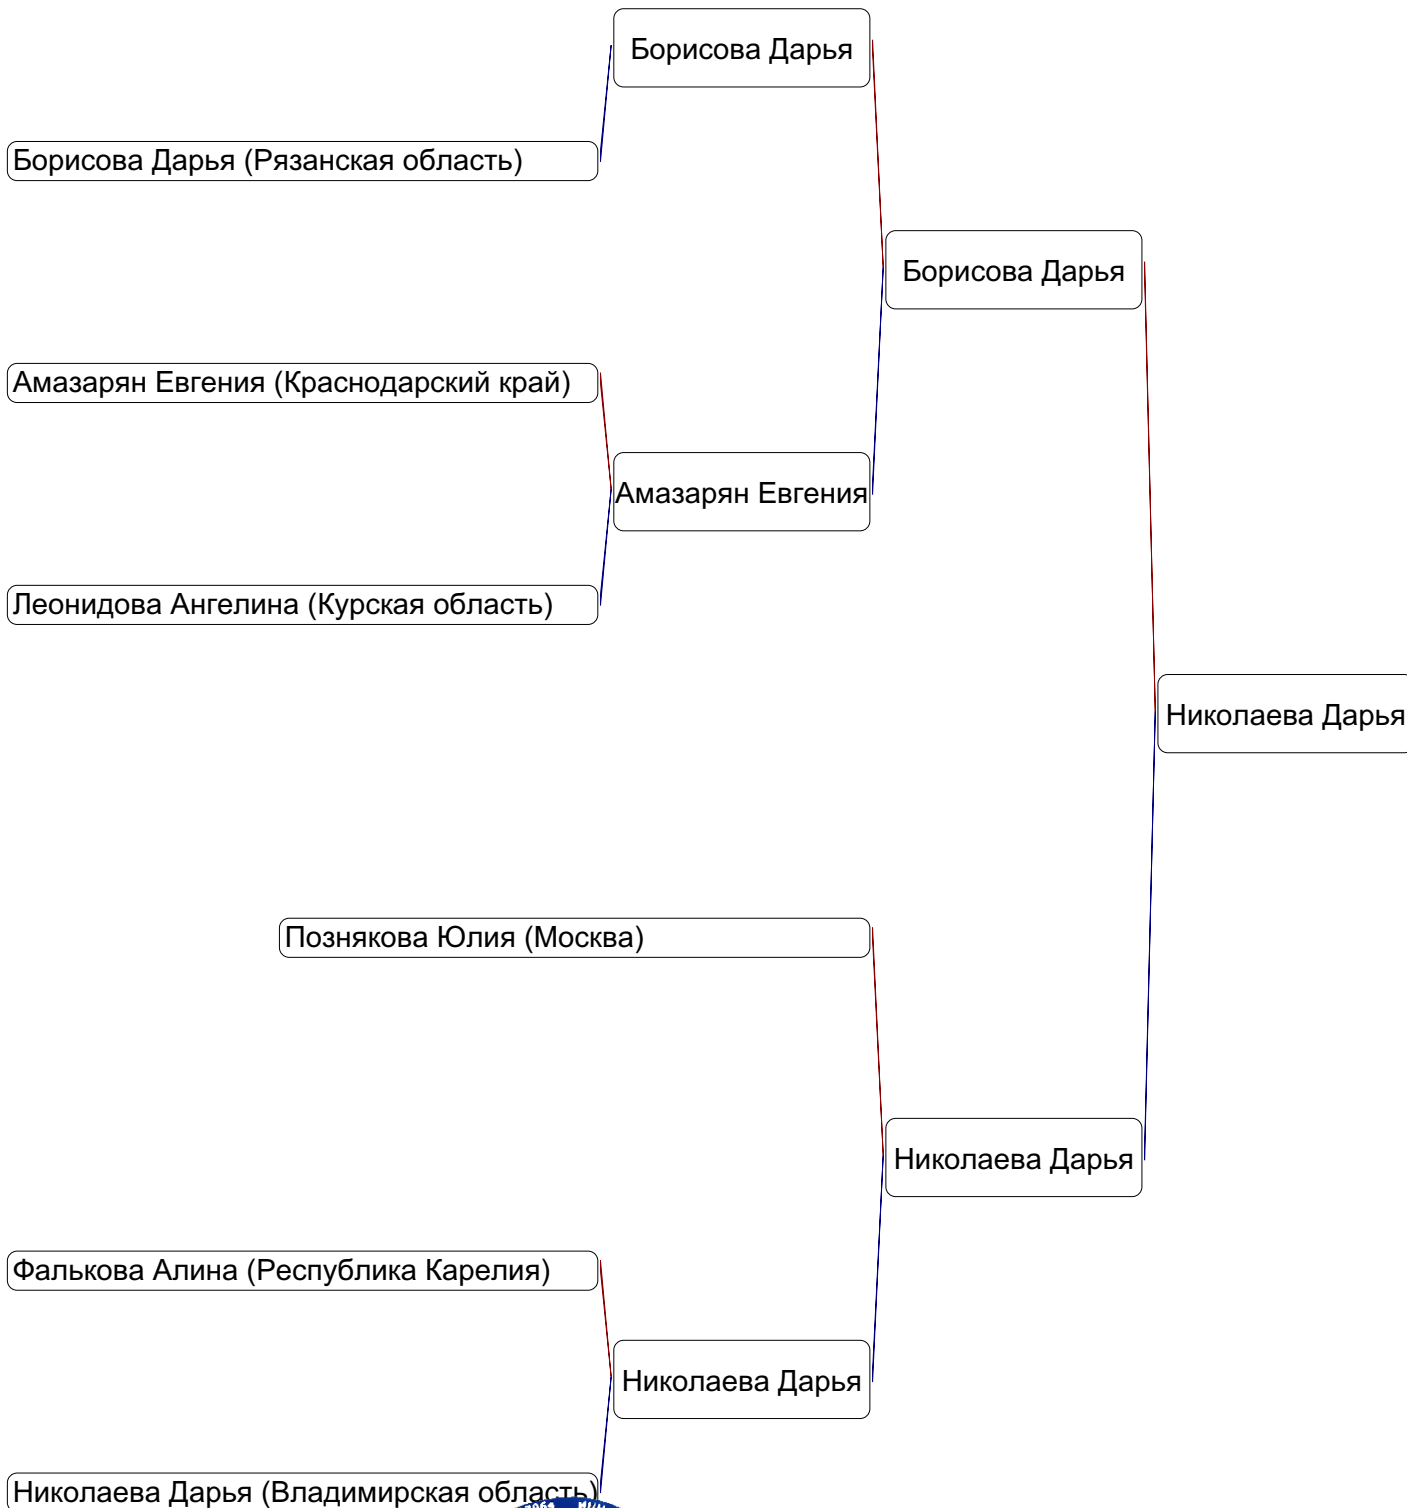 Борисова Дарья
Борисова Дарья (Рязанская область)
Борисова Дарья
Амазарян Евгения (Краснодарский край)
Амазарян Евгения
Леонидова Ангелина (Курская область)
Николаева Дарья
Познякова Юлия (Москва)
Николаева Дарья
Фалькова Алина (Республика Карелия)
Николаева Дарья
Николаева Дарья (Владимирская область)